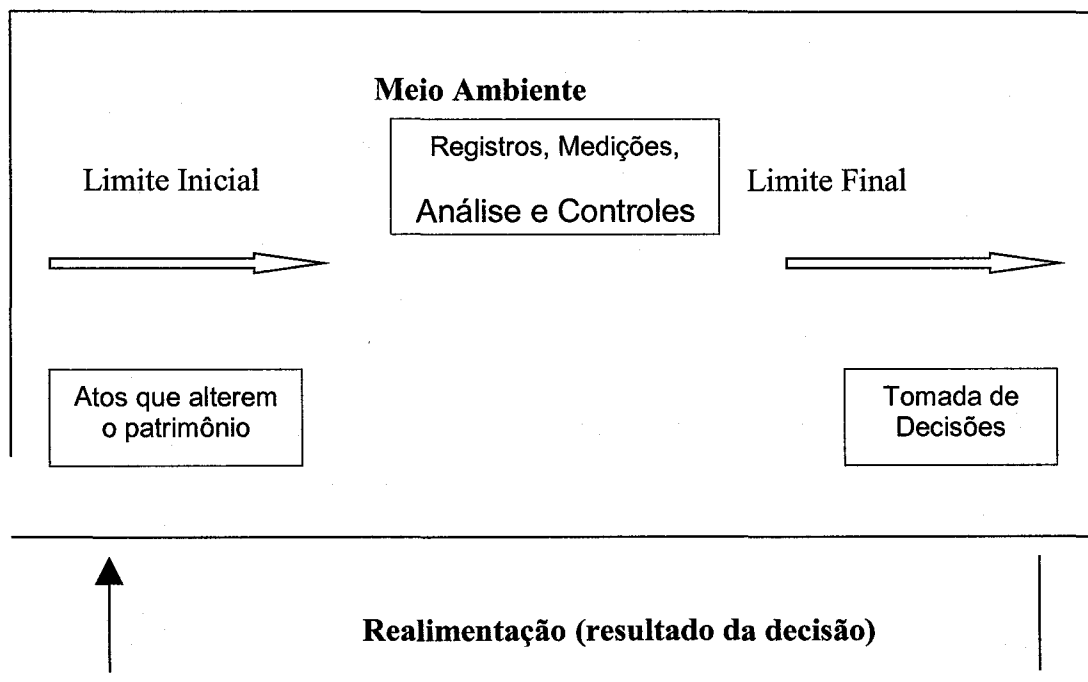 Meio Ambiente
Registros, Medições,
Análise e Controles
Limite Inicial
Limite Final
Atos que alterem
o patrimônio
Tomada de
Decisões
Realimentação (resultado da decisão)